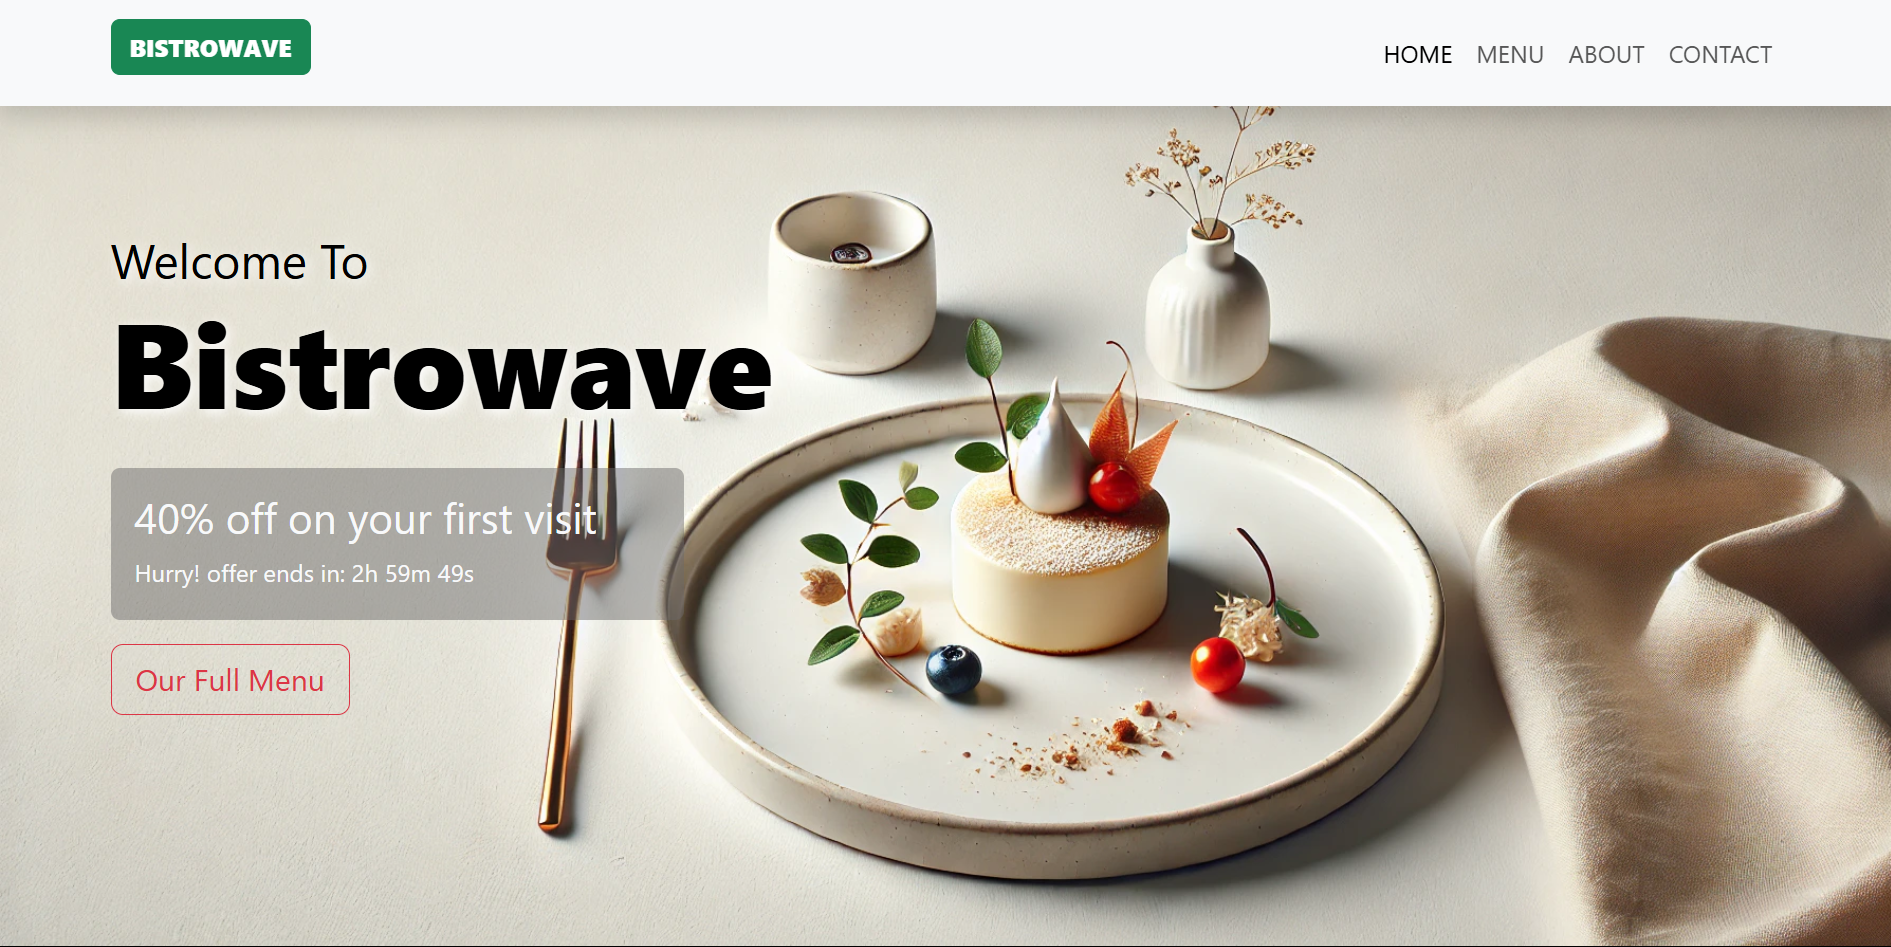 BISTROWAVE
HOME MENU ABOUT CONTACT
Welcome To
Bistrowave
40% off on your first visit
Hurry! offer ends in: 2h 59m 49s
Our Full Menu